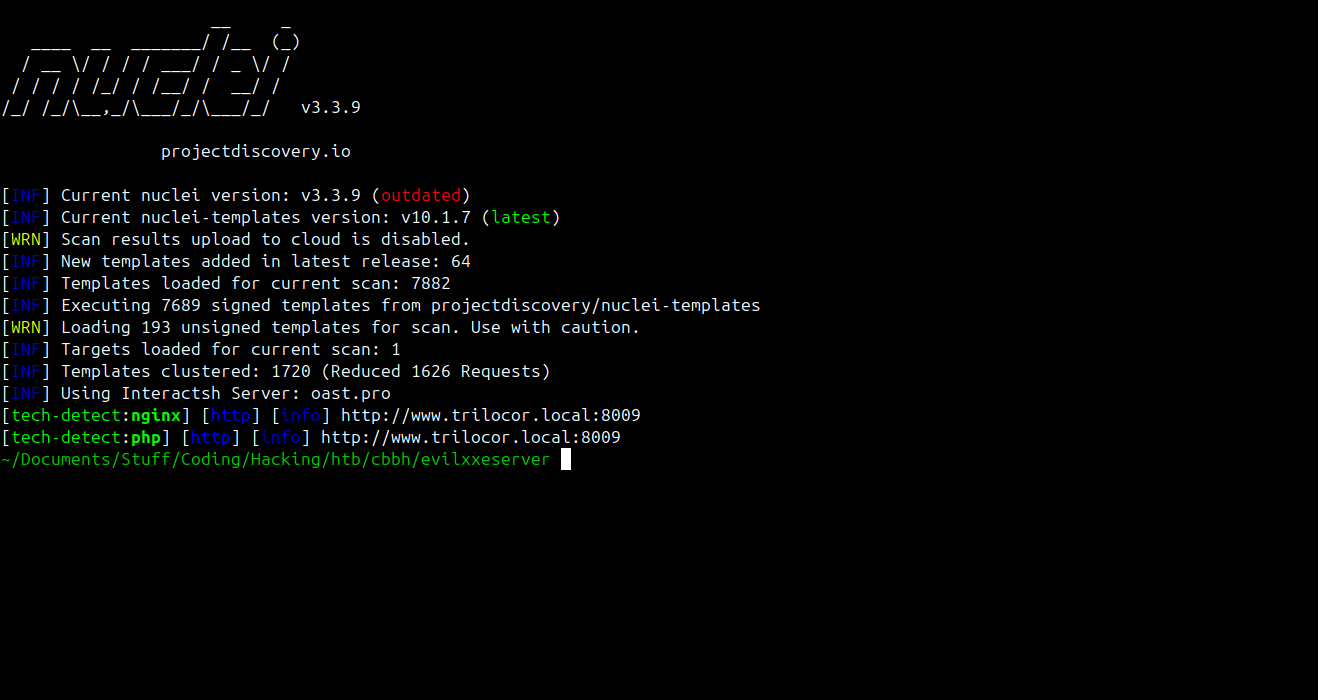 __     _
   ____  __  _______/ /__  (_)
  / __ \/ / / / ___/ / _ \/ /
 / / / / /_/ / /__/ /  __/ /
/_/ /_/\__,_/\___/_/\___/_/   v3.3.9
projectdiscovery.io
[INF] Current nuclei version: v3.3.9 (outdated)
[INF] Current nuclei-templates version: v10.1.7 (latest)
[WRN] Scan results upload to cloud is disabled.
[INF] New templates added in latest release: 64
[INF] Templates loaded for current scan: 7882
[INF] Executing 7689 signed templates from projectdiscovery/nuclei-templates
[WRN] Loading 193 unsigned templates for scan. Use with caution.
[INF] Targets loaded for current scan: 1
[INF] Templates clustered: 1720 (Reduced 1626 Requests)
[INF] Using Interactsh Server: oast.pro
[tech-detect:nginx] [http] [info] http://www.trilocor.local:8009
[tech-detect:php] [http] [info] http://www.trilocor.local:8009
~/Documents/Stuff/Coding/Hacking/htb/cbbh/evilxxeserver